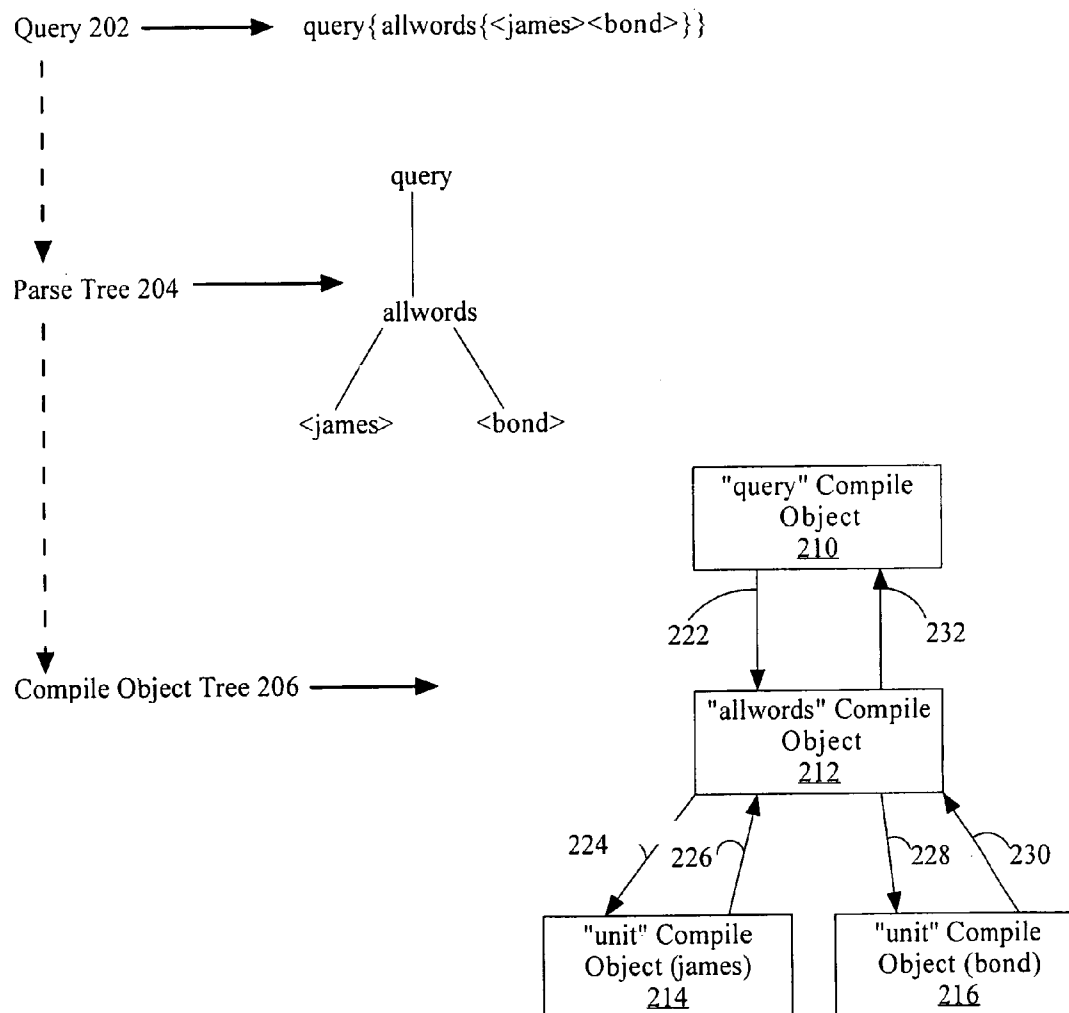 Query 202
query{allwords{<james><bond>}}
query
Parse Tree 204
allwords
<james>
<bond>
"query" Compile
Object
210
222
232
Compile Object Tree 206
"allwords" Compile
Object
212
224
226
228
230
"unit" Compile
Object (james)
214
"unit" Compile
Object (bond)
216